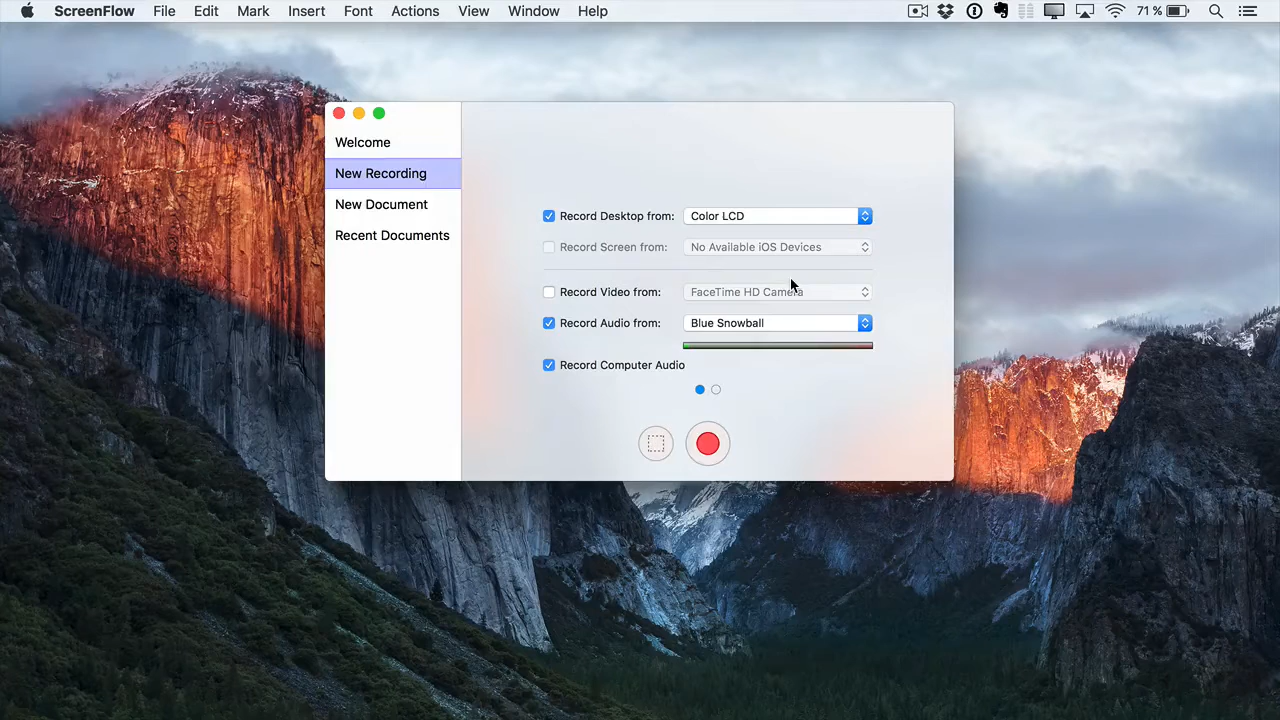 ScreenFlow File Edit Mark Insert Font Actions View Window Help 71 %
Welcome
New Recording
New Document
Recent Documents
Record Desktop from: Color LCD
Record Screen from: No Available iOS Devices
Record Video from: FaceTime HD Camera
Record Audio from: Blue Snowball
Record Computer Audio